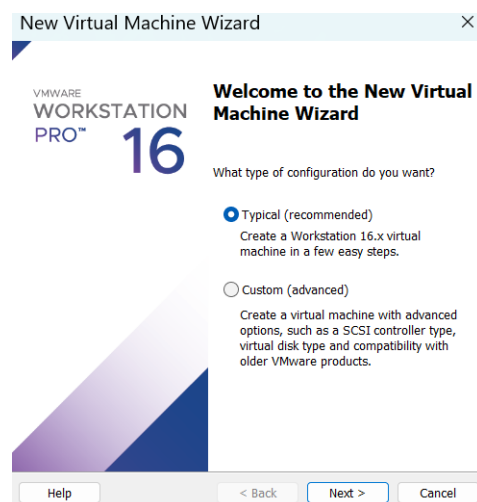 New Virtual Machine Wizard
VMWARE
WORKSTATION
PRO™ 16
Welcome to the New Virtual
Machine Wizard
What type of configuration do you want?
Typical (recommended)
Create a Workstation 16.x virtual
machine in a few easy steps.
Custom (advanced)
Create a virtual machine with advanced
options, such as a SCSI controller type,
virtual disk type and compatibility with
older VMware products.
Help < Back Next > Cancel